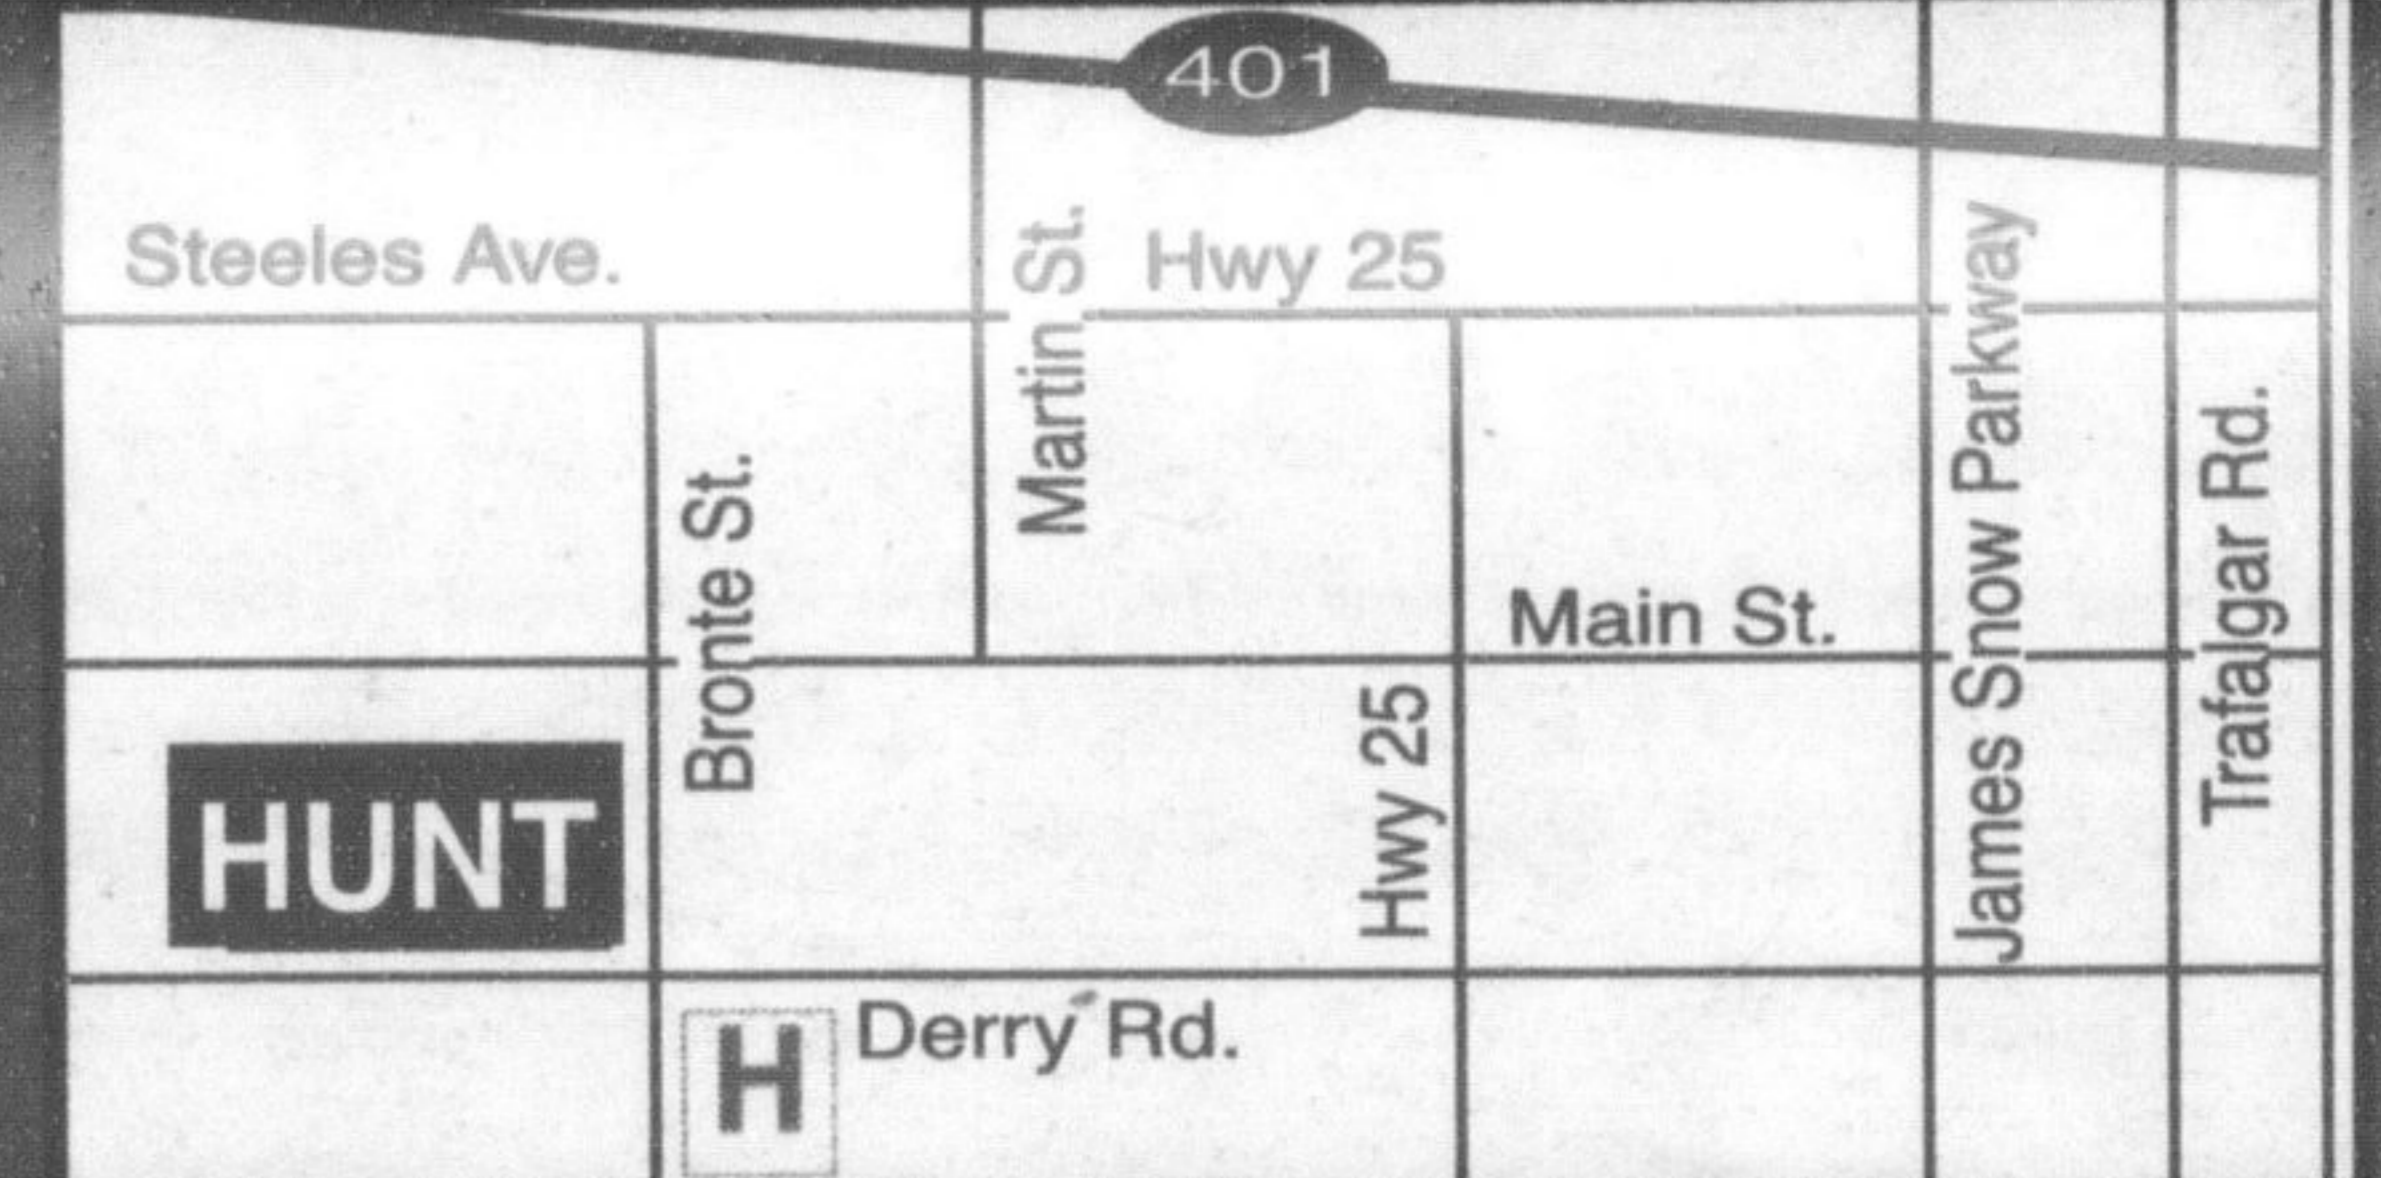 401
Steeles Ave.
Martin St.
Hwy 25
James Snow Parkway
Trafalgar Rd.
Bronte St.
Main St.
Hwy 25
HUNT
H
Derry Rd.